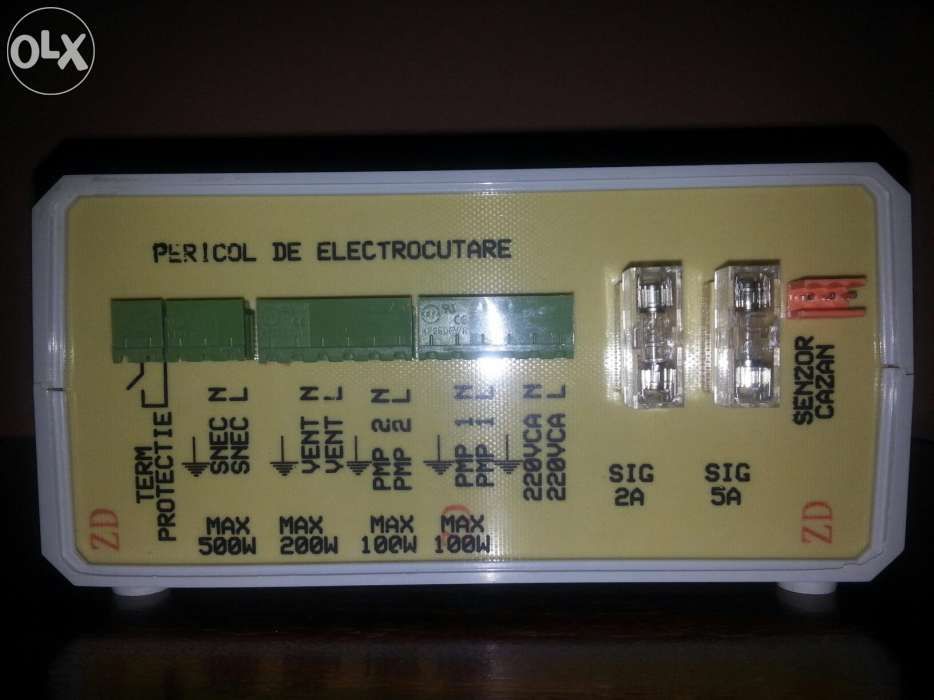 OLX
PERICOL DE ELECTROCUTARE
TERM
PROTECTIE
SNEC N
SNEC L
VENT N
VENT L
PMP 2 N
PMP 2 L
PMP 1 N
PMP 1 L
220VCA N
220VCA L
SENZOR
CAZAN
SIG
2A
SIG
5A
MAX
500W
MAX
200W
MAX
100W
MAX
100W
ZD
ZD